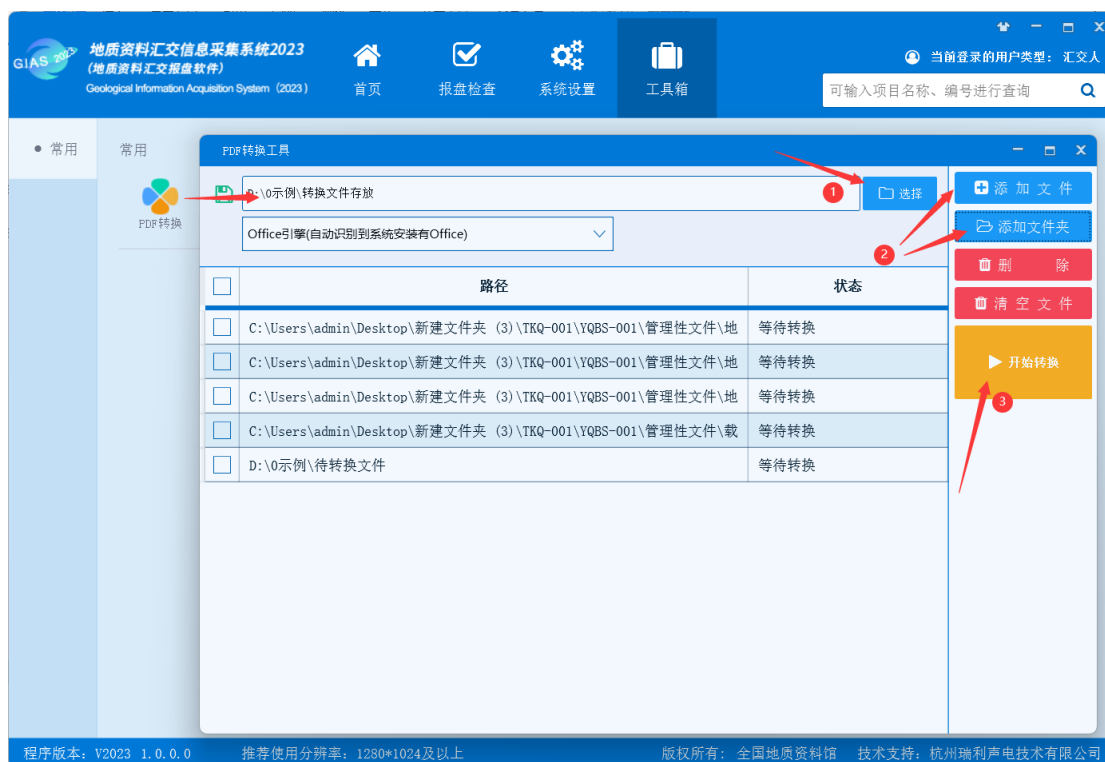 GIAS 2023
地质资料汇交信息采集系统2023
(地质资料汇交报盘软件)
Geological Information Acquisition System (2023)
首页
报盘检查
系统设置
工具箱
当前登录的用户类型: 汇交人
可输入项目名称、编号进行查询
常用
常用
PDF转换
PDF转换工具
D:\0示例\转换文件存放
1
选择
Office引擎(自动识别到系统安装有Office)
添加文件
2
添加文件夹
删 除
清空文件
开始转换
3
路径 状态
C:\Users\admin\Desktop\新建文件夹 (3)\TKQ-001\YQBS-001\管理性文件\地 等待转换
C:\Users\admin\Desktop\新建文件夹 (3)\TKQ-001\YQBS-001\管理性文件\地 等待转换
C:\Users\admin\Desktop\新建文件夹 (3)\TKQ-001\YQBS-001\管理性文件\地 等待转换
C:\Users\admin\Desktop\新建文件夹 (3)\TKQ-001\YQBS-001\管理性文件\载 等待转换
D:\0示例\待转换文件 等待转换
程序版本: V2023 1.0.0.0 推荐使用分辨率: 1280*1024及以上 版权所有: 全国地质资料馆 技术支持: 杭州瑞利声电技术有限公司